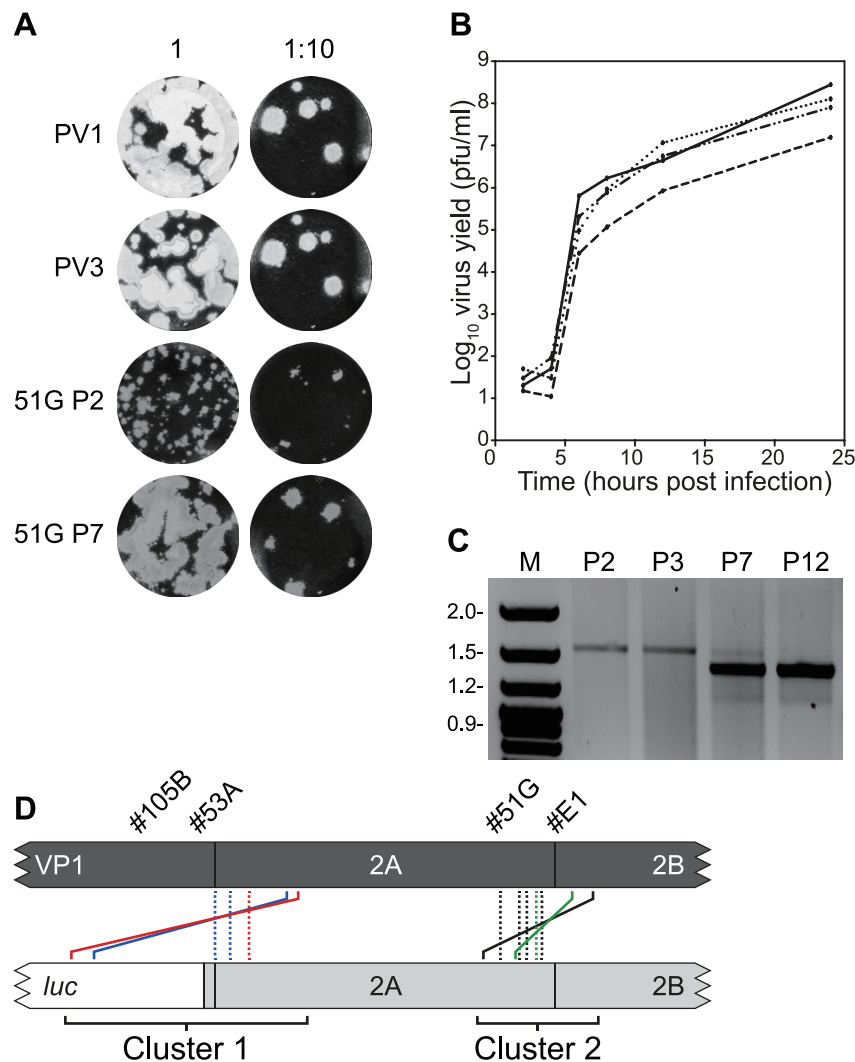 A
1 1:10
PV1
PV3
51G P2
51G P7
B
Log10 virus yield (pfu/ml)
9
8
7
6
5
4
3
2
1
0
0 5 10 15 20 25
Time (hours post infection)
C
M P2 P3 P7 P12
2.0-
1.5-
1.2-
0.9-
D
#105B #53A #51G #E1
VP1 2A 2B
luc 2A 2B
Cluster 1 Cluster 2